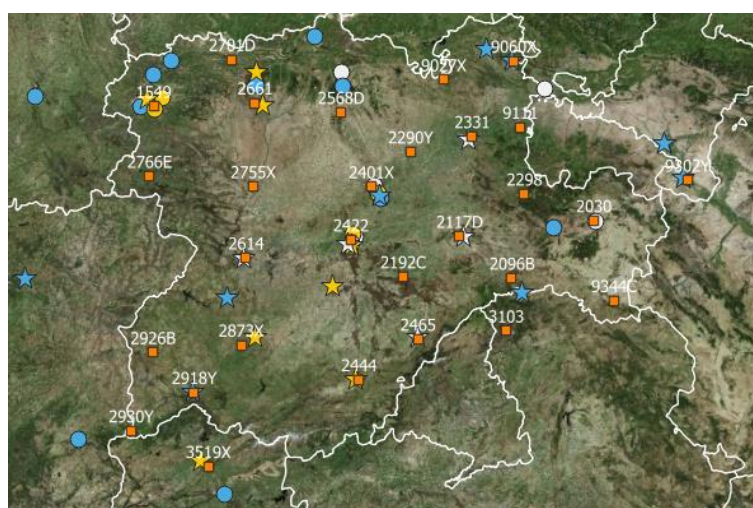 2701D
9060X
9027X
1549
2661
2568D
2331
9111
2290Y
2766E
2755X
2401X
2298
9302Y
2030
2422
2117D
2614
2192C
2096B
9344C
2926B
2873X
2465
3103
2918Y
2444
2930Y
3519X